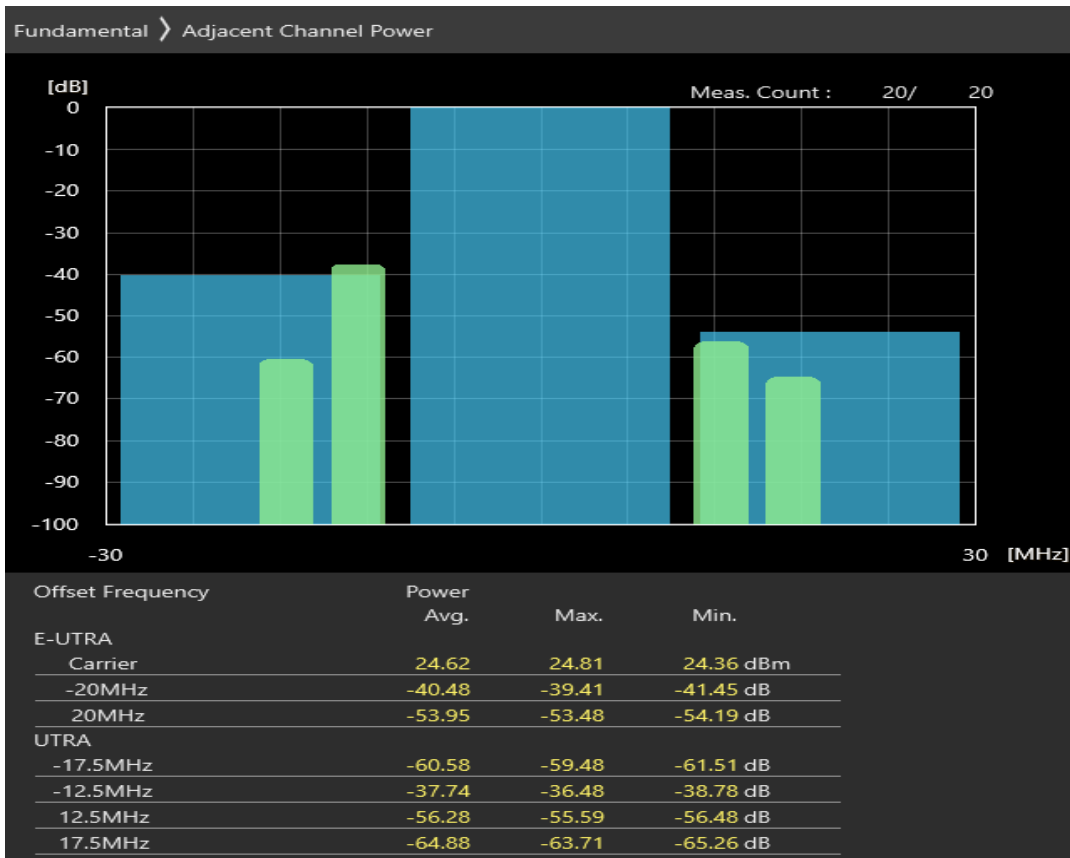 Fundamental 〉 Adjacent Channel Power
[dB]
Meas. Count : 20/ 20
0
-10
-20
-30
-40
-50
-60
-70
-80
-90
-100
-30 30 [MHz]
Offset Frequency Power
Avg. Max. Min.
E-UTRA
Carrier 24.62 24.81 24.36 dBm
-20MHz -40.48 -39.41 -41.45 dB
20MHz -53.95 -53.48 -54.19 dB
UTRA
-17.5MHz -60.58 -59.48 -61.51 dB
-12.5MHz -37.74 -36.48 -38.78 dB
12.5MHz -56.28 -55.59 -56.48 dB
17.5MHz -64.88 -63.71 -65.26 dB